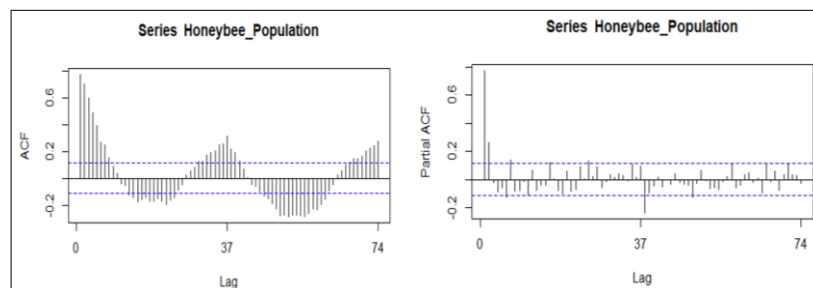 Series Honeybee_Population
ACF
0.6
0.2
-0.2
0
37
74
Lag
Series Honeybee_Population
Partial ACF
0.6
0.2
-0.2
0
37
74
Lag